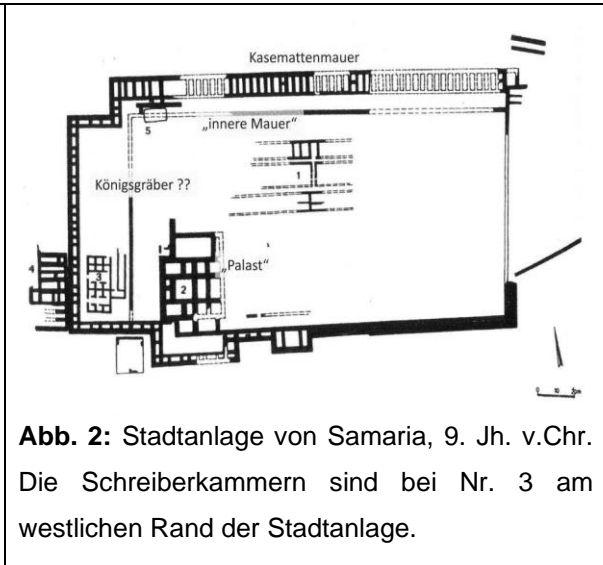 Kasemattenmauer
„innere Mauer“
5
1
Königsgräber ??
„Palast“
4
3
2
Abb. 2: Stadtanlage von Samaria, 9. Jh. v.Chr.
Die Schreiberkammern sind bei Nr. 3 am
westlichen Rand der Stadtanlage.